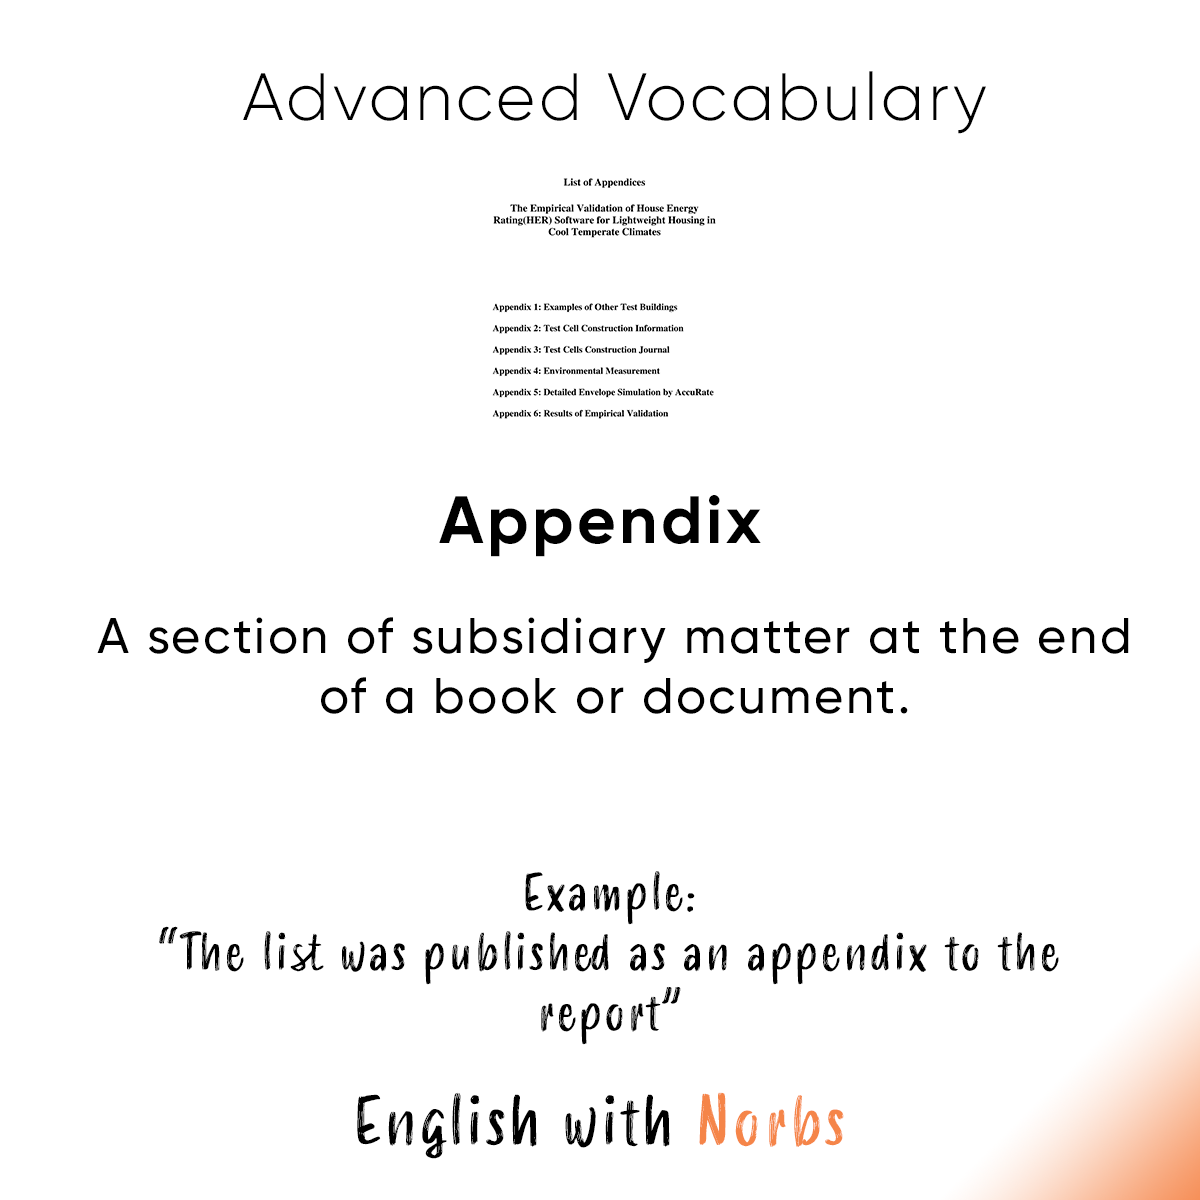 Advanced Vocabulary
List of Appendices
The Empirical Validation of House Energy
Rating(HER) Software for Lightweight Housing in
Cool Temperate Climates
Appendix 1: Examples of Other Test Buildings
Appendix 2: Test Cell Construction Information
Appendix 3: Test Cells Construction Journal
Appendix 4: Environmental Measurement
Appendix 5: Detailed Envelope Simulation by AccuRate
Appendix 6: Results of Empirical Validation
Appendix
A section of subsidiary matter at the end
of a book or document.
Example:
"The list was published as an appendix to the
report"
English with Norbs